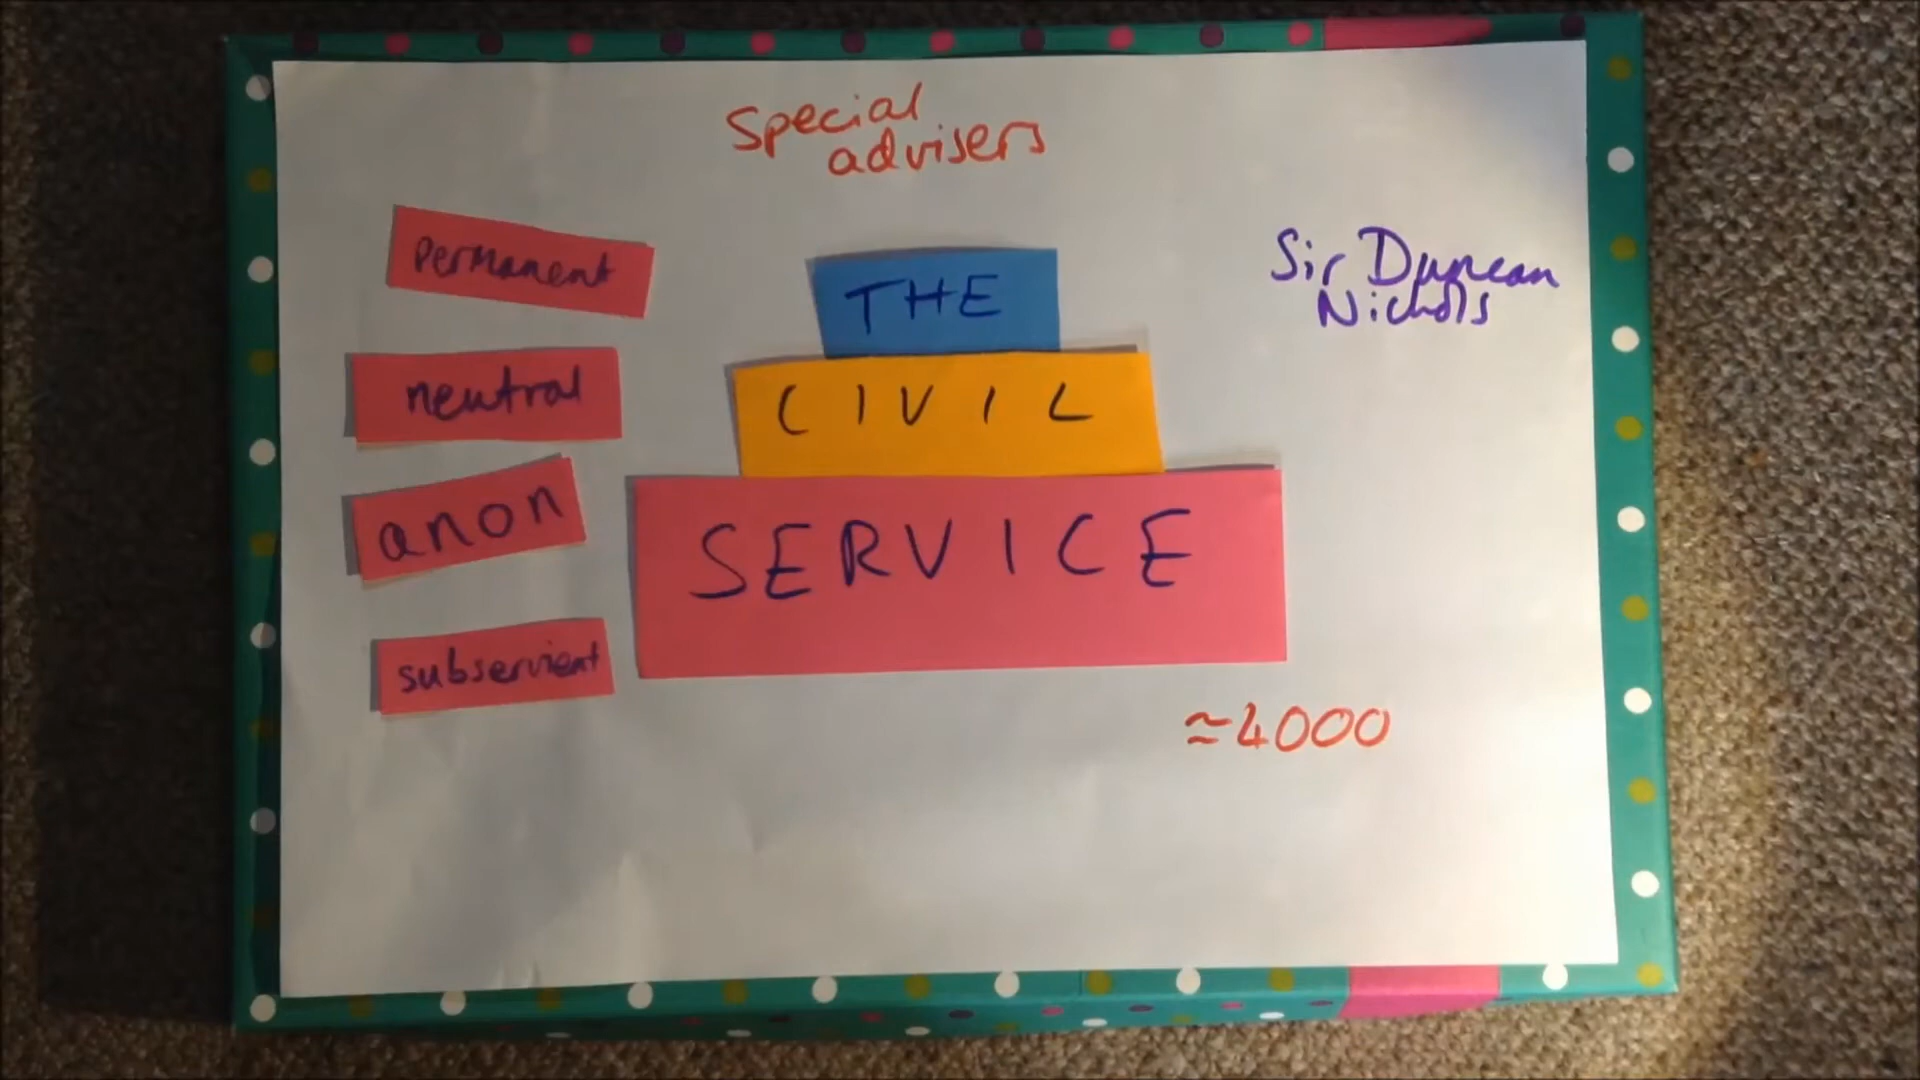 Special
advisers
permanent
neutral
anon
subservient
THE
CIVIL
SERVICE
Sir Duncan
Nichols
≈4000